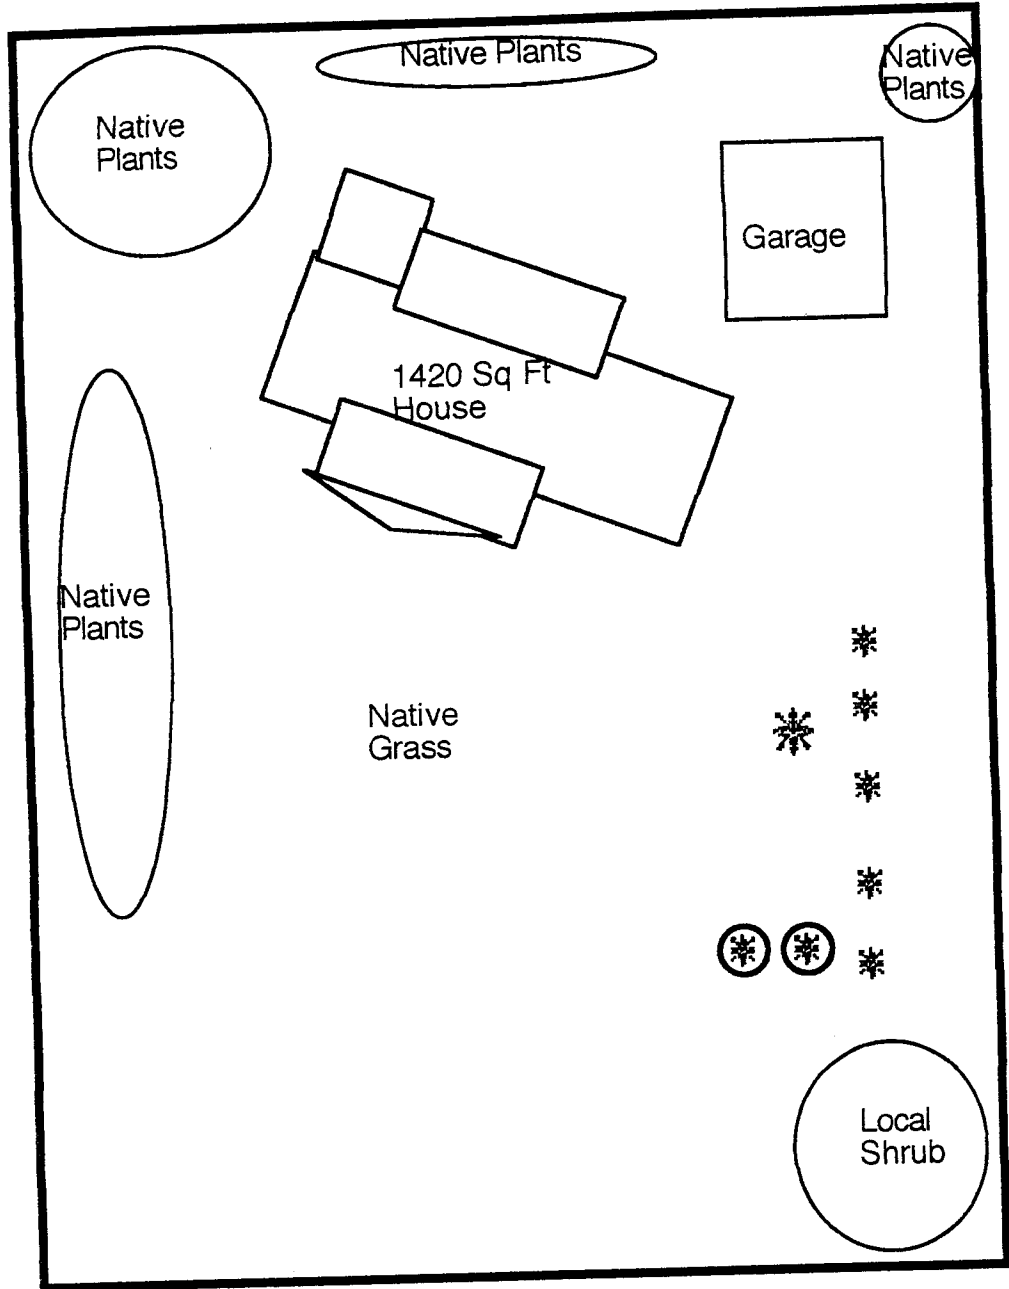 Native Plants
Native
Plants
Native
Plants
Garage
1420 Sq Ft
House
Native
Plants
Native
Grass
Local
Shrub